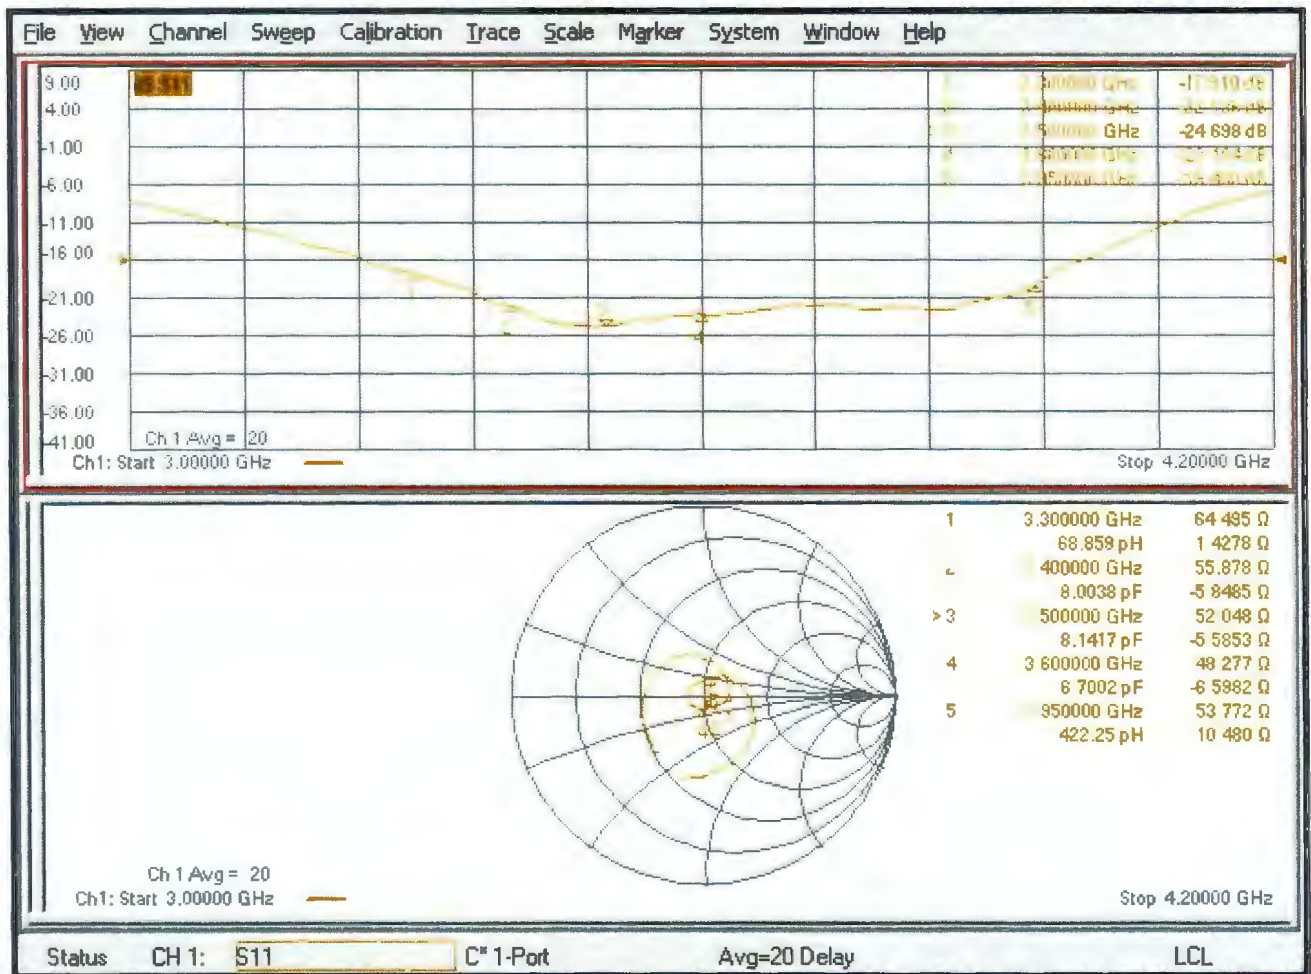 File View Channel Sweep Calibration Trace Scale Marker System Window Help
9.00
4.00
-1.00
-6.00
-11.00
-16.00
-21.00
-26.00
-31.00
-36.00
-41.00
GHz -24.698 dB
Ch 1 Avg = 20
Ch1: Start 3.00000 GHz
Stop 4.20000 GHz
1 3.300000 GHz 64.495 Ω
68.859 pH 1.4278 Ω
400000 GHz 55.878 Ω
8.0038 pF -5.8485 Ω
>3 500000 GHz 52.048 Ω
8.1417 pF -5.5853 Ω
4 3.600000 GHz 48.277 Ω
6.7002 pF -6.5982 Ω
5 950000 GHz 53.772 Ω
422.25 pH 10.480 Ω
Ch 1 Avg = 20
Ch1: Start 3.00000 GHz
Stop 4.20000 GHz
Status CH 1: S11 C* 1-Port Avg=20 Delay LCL